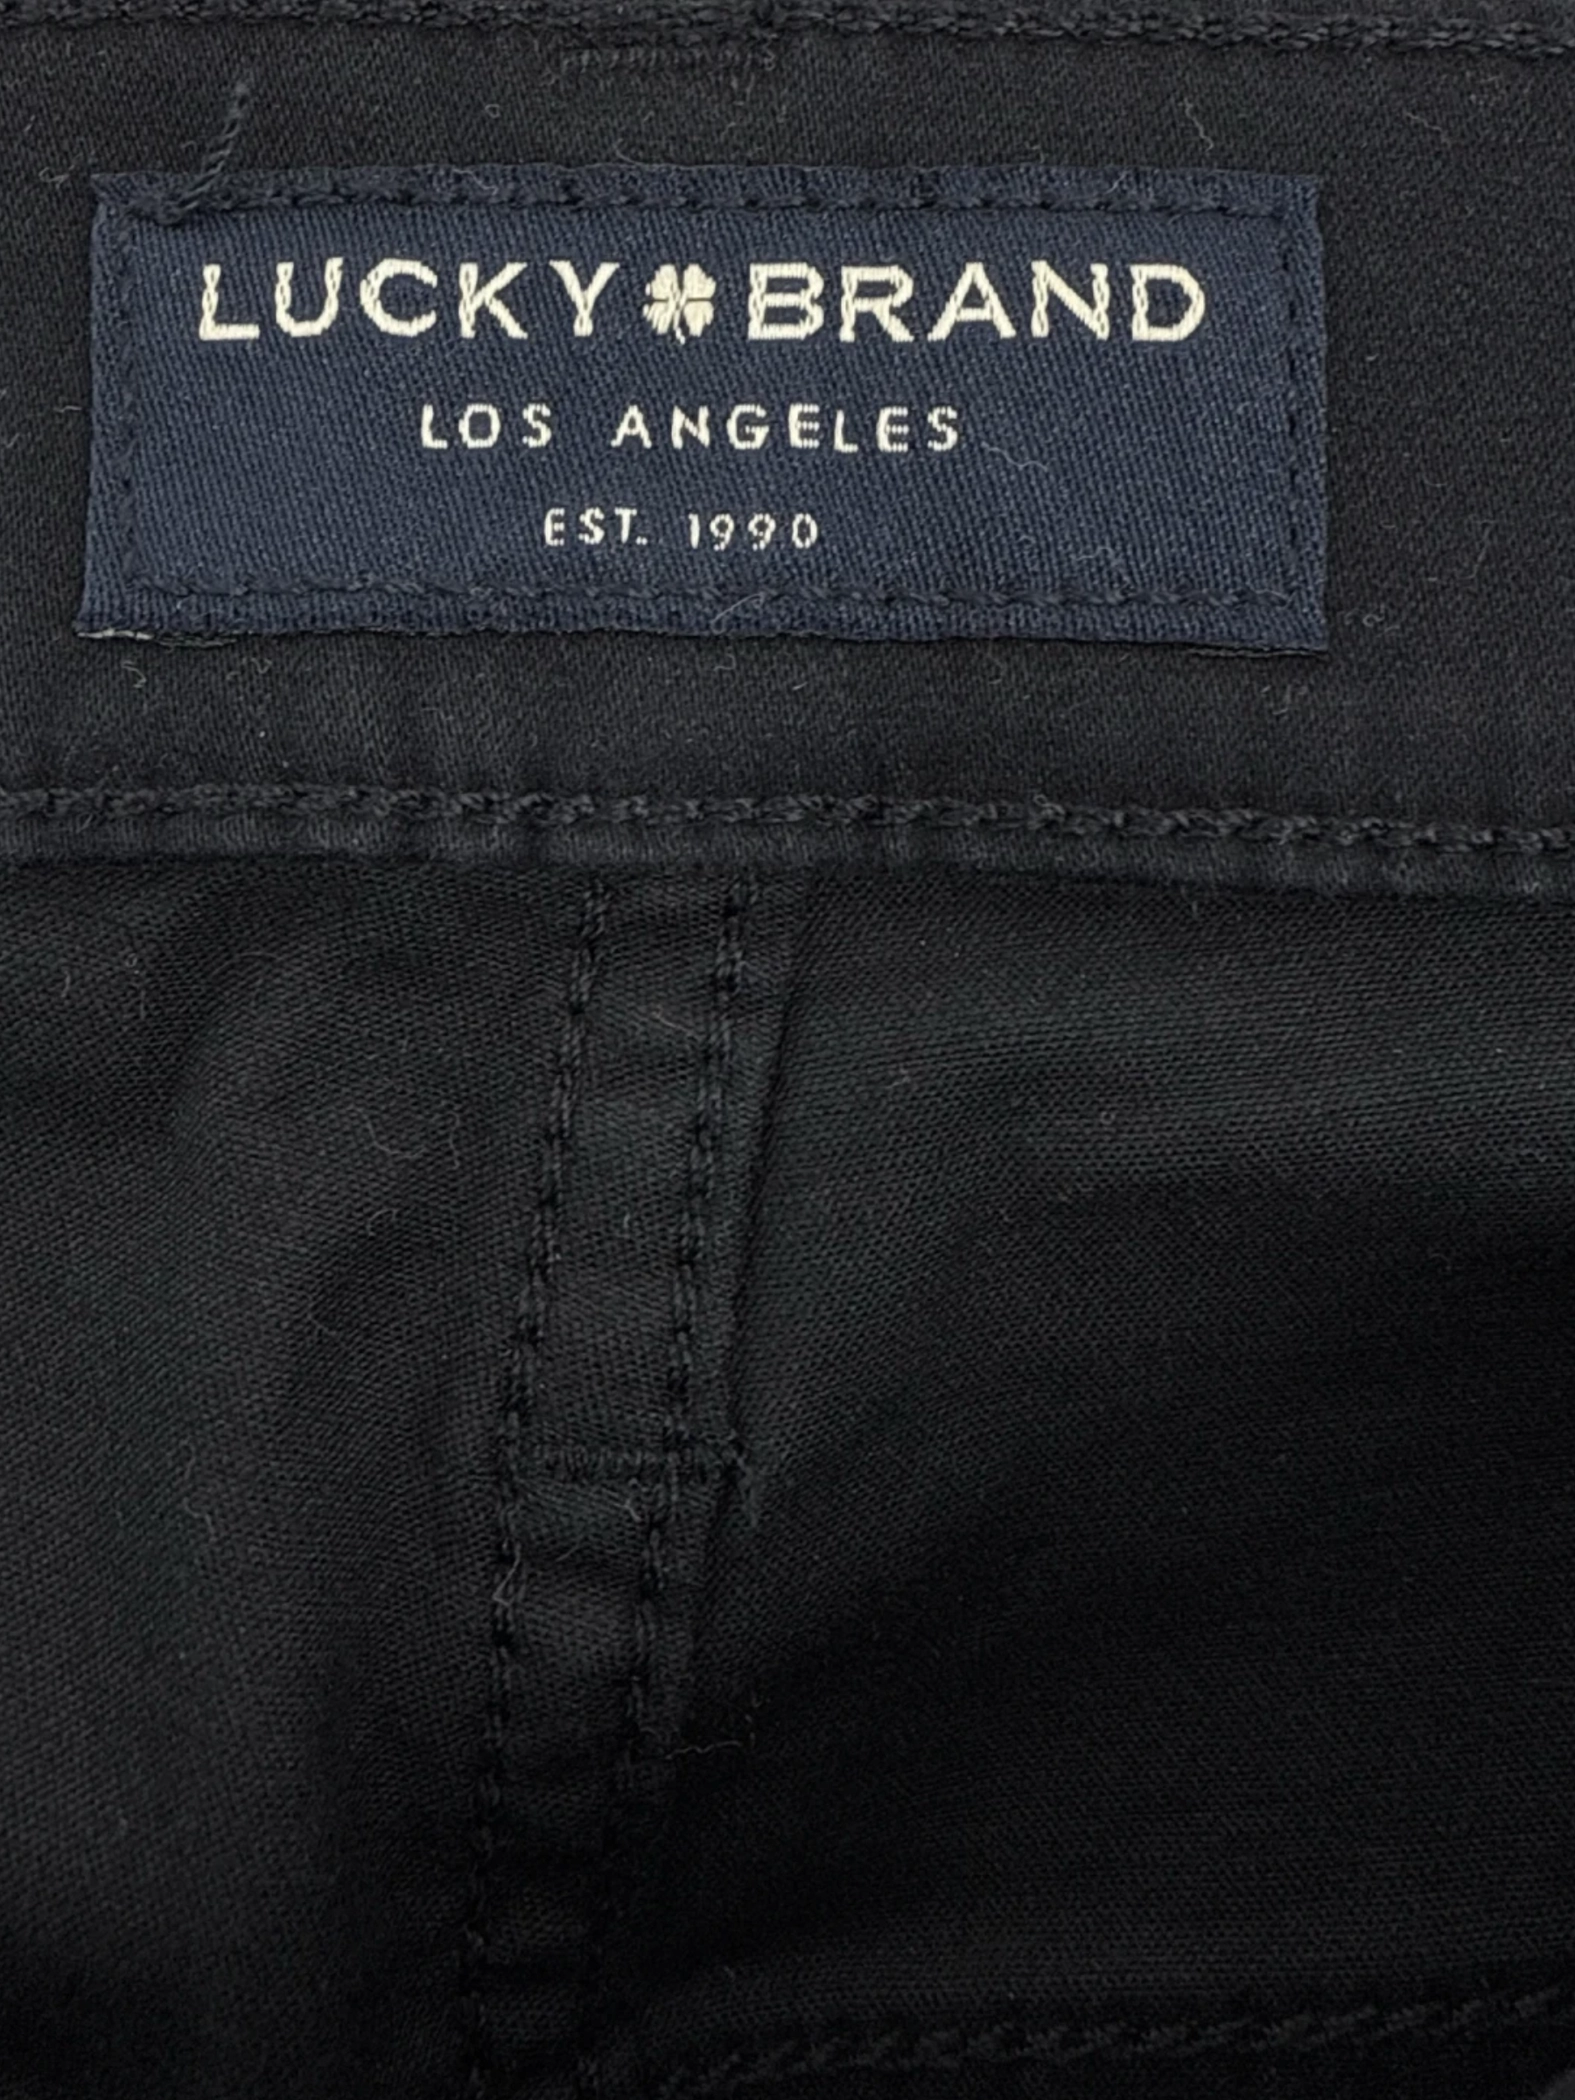 LUCKY BRAND
LOS ANGELES
EST. 1990